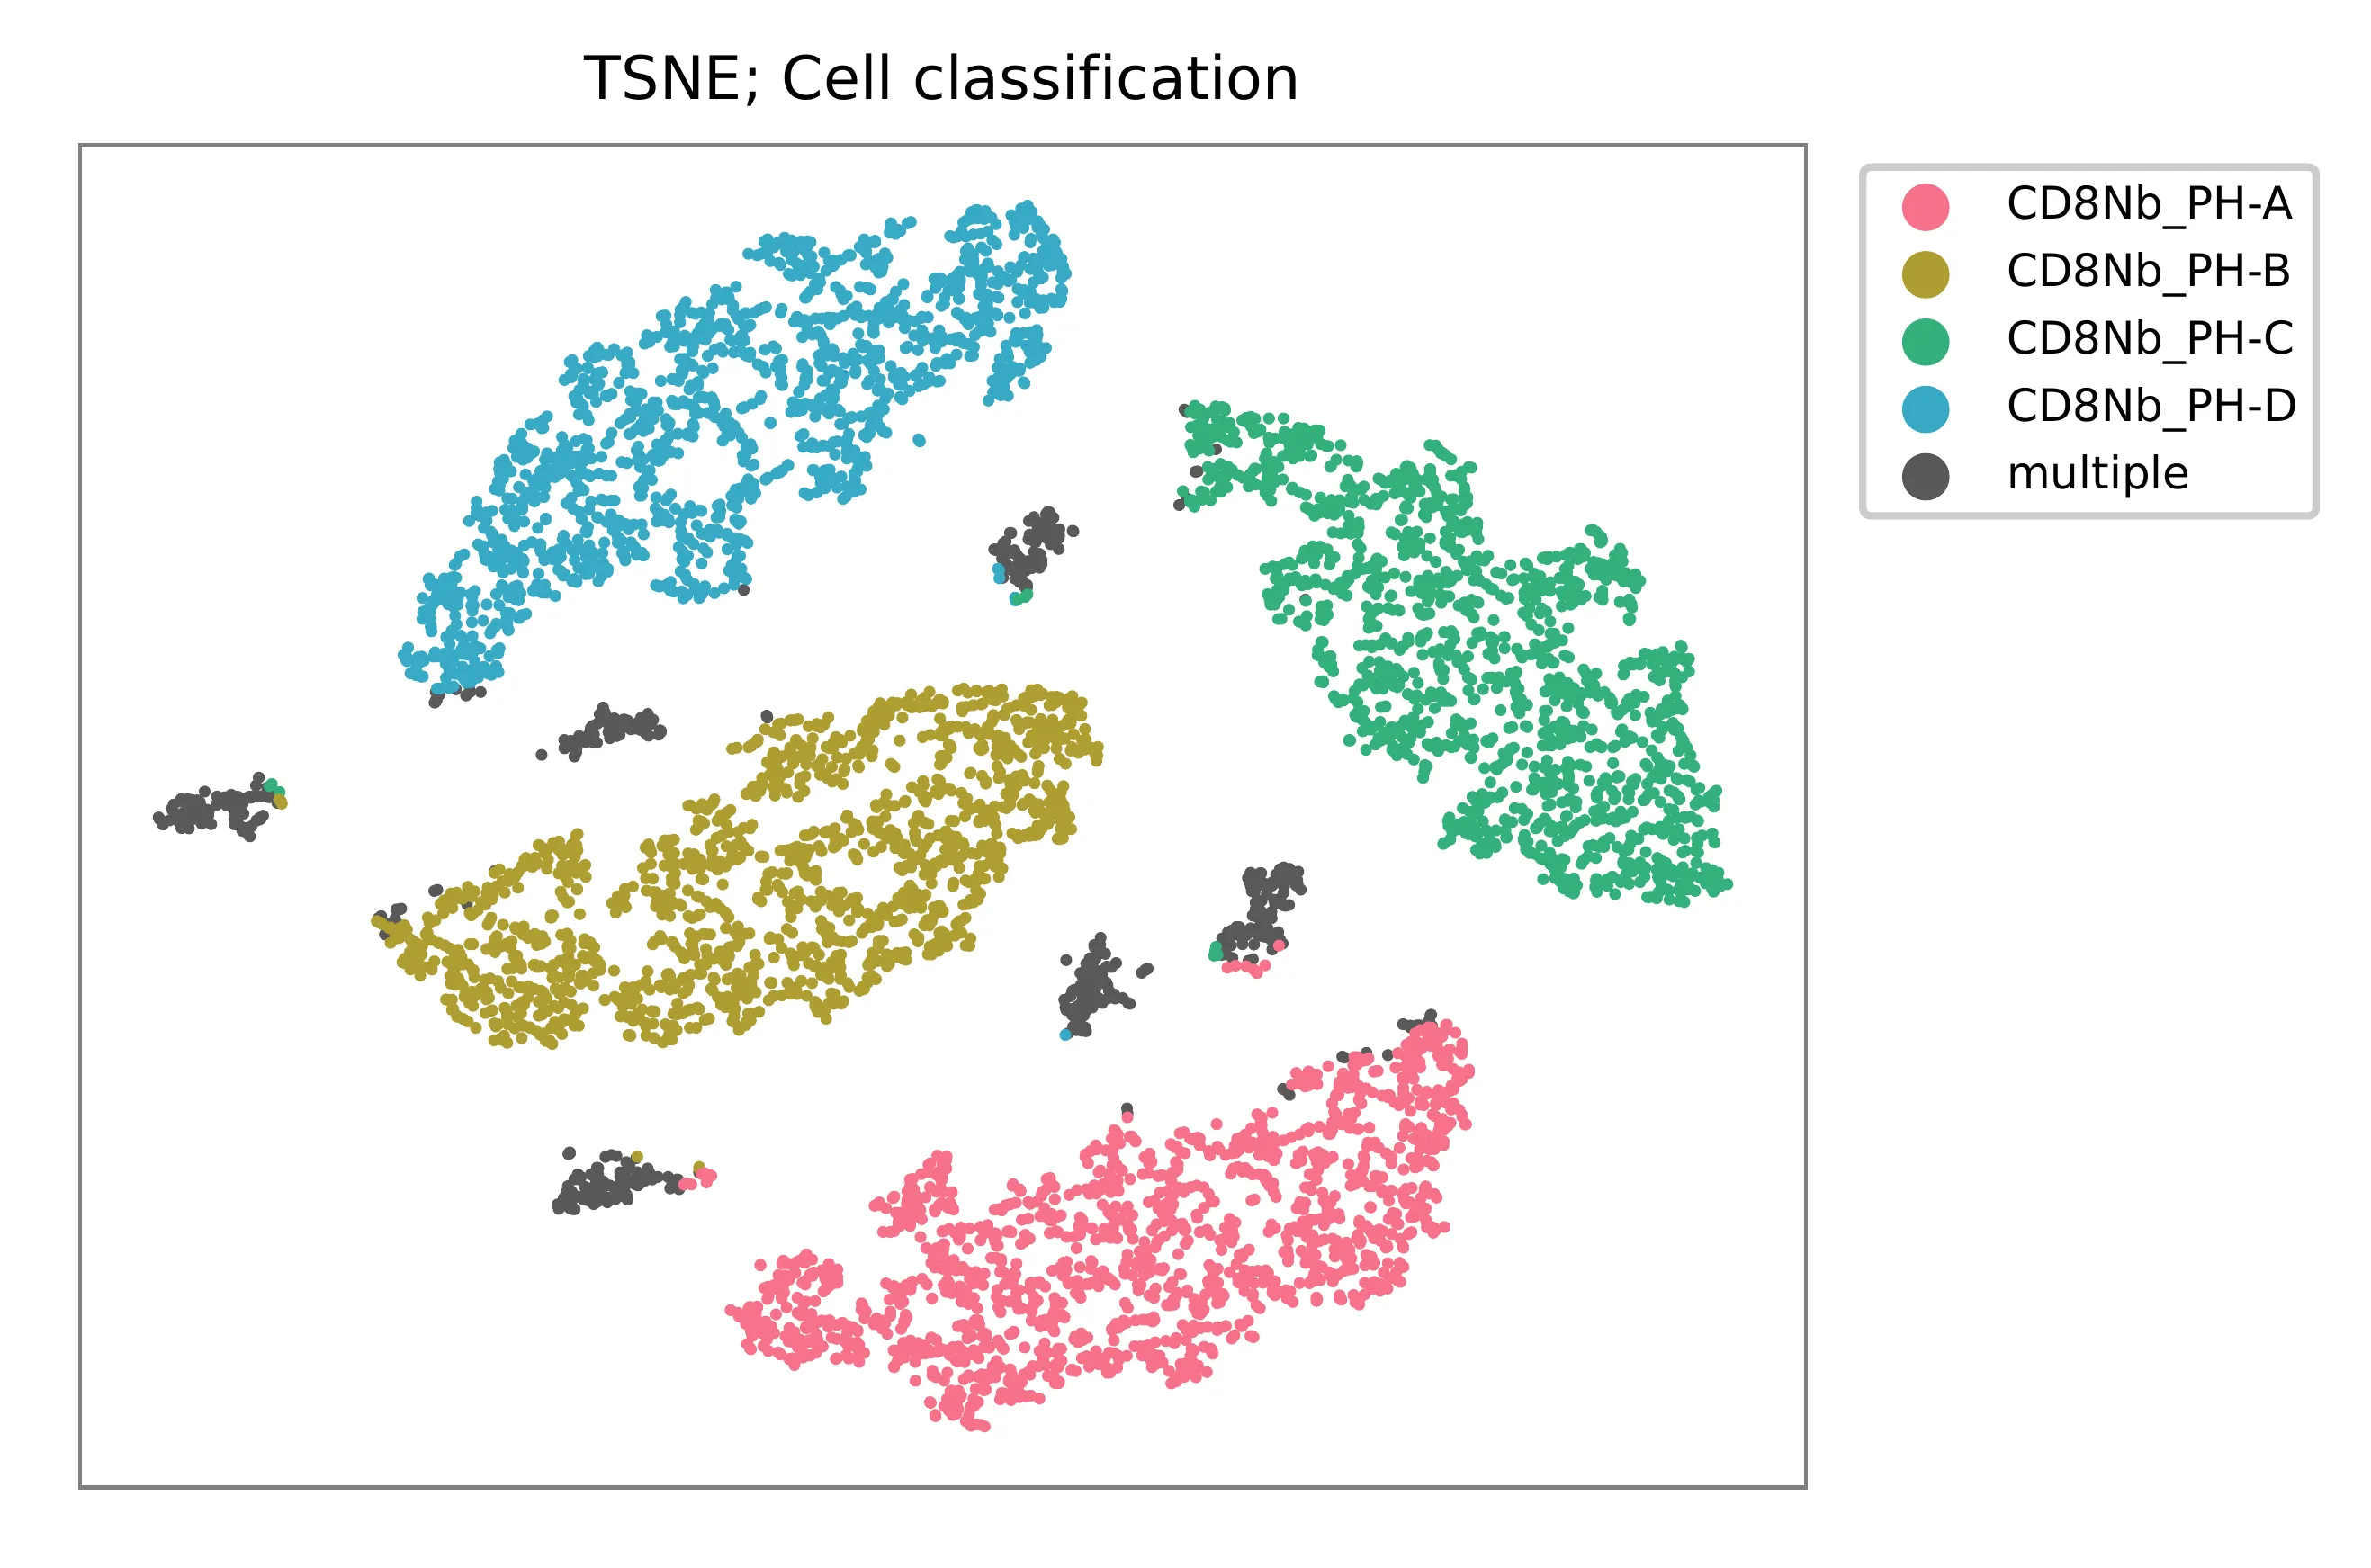 TSNE; Cell classification
CD8Nb_PH-A
CD8Nb_PH-B
CD8Nb_PH-C
CD8Nb_PH-D
multiple